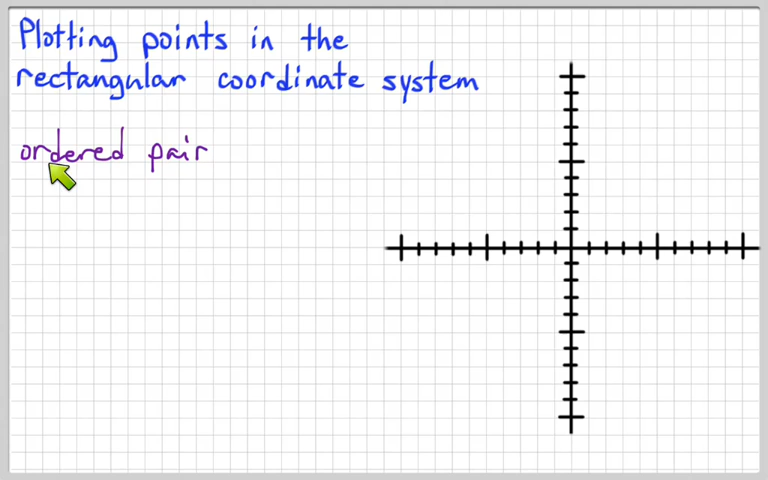 Plotting points in the
rectangular coordinate system
ordered pair